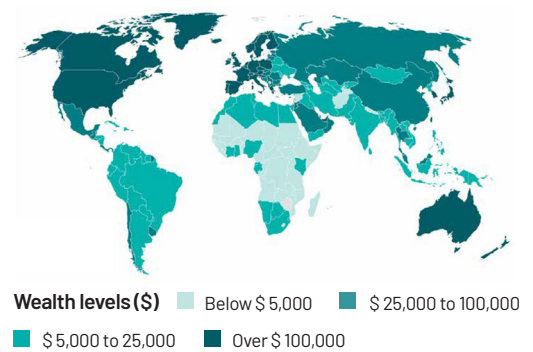 Wealth levels ($) Below $ 5,000 $ 25,000 to 100,000
$ 5,000 to 25,000 Over $ 100,000